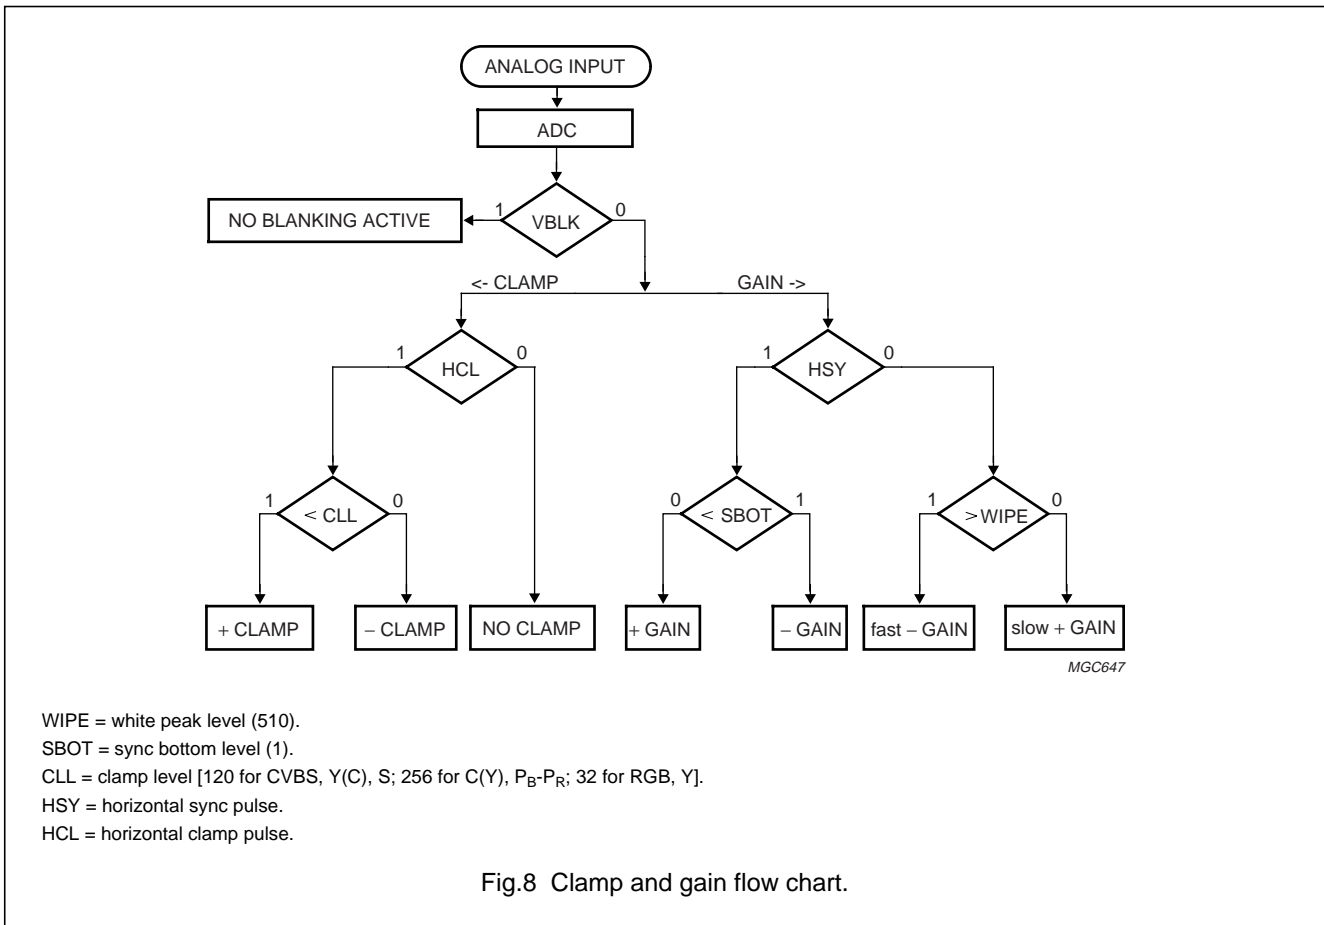 ANALOG INPUT
ADC
NO BLANKING ACTIVE
1
VBLK
0
<- CLAMP
GAIN ->
1
HCL
0
1
HSY
0
1
< CLL
0
0
< SBOT
1
1
> WIPE
0
+ CLAMP
− CLAMP
NO CLAMP
+ GAIN
− GAIN
fast − GAIN
slow + GAIN
MGC647
WIPE = white peak level (510).
SBOT = sync bottom level (1).
CLL = clamp level [120 for CVBS, Y(C), S; 256 for C(Y), PB-PR; 32 for RGB, Y].
HSY = horizontal sync pulse.
HCL = horizontal clamp pulse.
Fig.8 Clamp and gain flow chart.